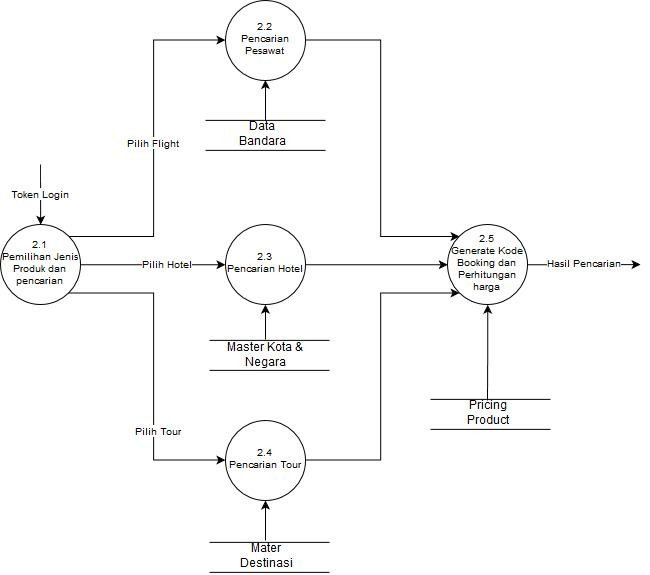 2.2
Pencarian
Pesawat
Data
Bandara
Pilih Flight
Token Login
2.1
Pemilihan Jenis
Produk dan
pencarian
Pilih Hotel
2.3
Pencarian Hotel
2.5
Generate Kode
Booking dan
Perhitungan
harga
Hasil Pencarian
Master Kota &
Negara
Pricing
Product
Pilih Tour
2.4
Pencarian Tour
Mater
Destinasi